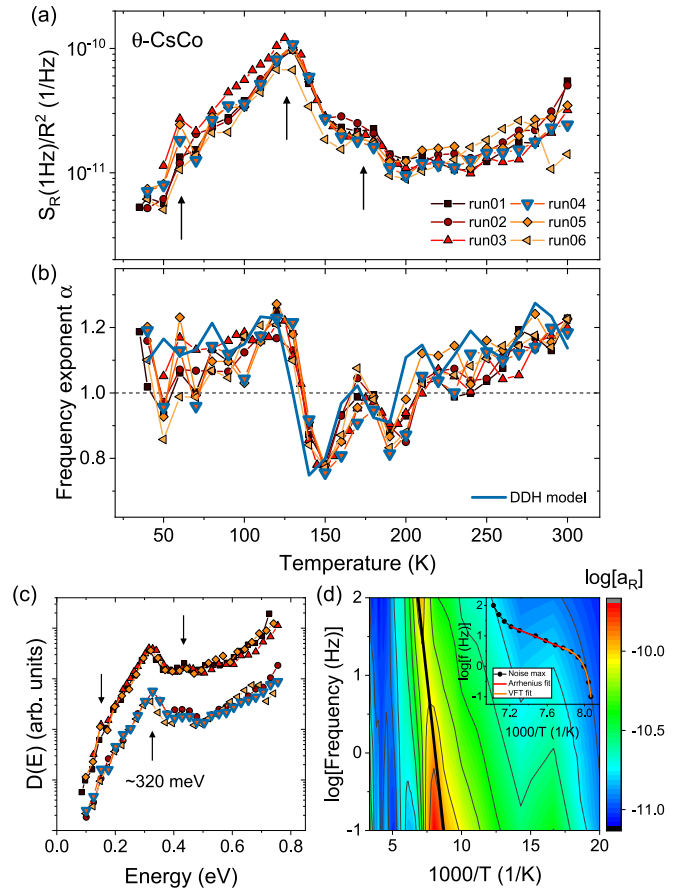 (a)
θ-CsCo
S_R(1Hz)/R² (1/Hz)
10⁻¹⁰
10⁻¹¹
run01 run04
run02 run05
run03 run06
(b)
Frequency exponent α
1.2
1.0
0.8
DDH model
50 100 150 200 250 300
Temperature (K)
(c)
D(E) (arb. units)
~320 meV
0.0 0.2 0.4 0.6 0.8
Energy (eV)
(d)
log[a_R]
log[Frequency (Hz)]
2
1
0
-1
5 10 15 20
1000/T (1/K)
log[f (Hz)]
2
1
0
-1
Noise max
Arrhenius fit
VFT fit
7.2 7.6 8.0
1000/T (1/K)
-10.0
-10.5
-11.0